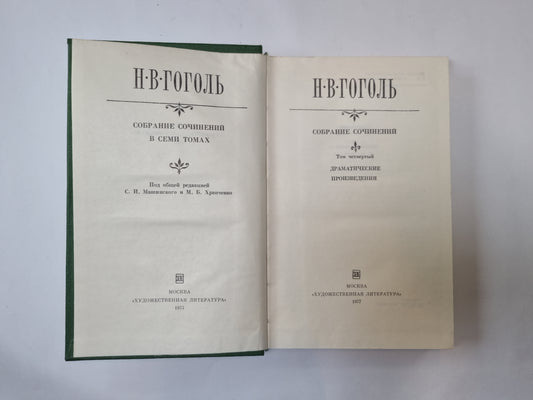 Н·В·ГОГОЛЬ
СОБРАНИЕ СОЧИНЕНИЙ
В СЕМИ ТОМАХ
Под общей редакцией
С. И. Машинского и М. Б. Храпченко
МОСКВА
«ХУДОЖЕСТВЕННАЯ ЛИТЕРАТУРА»
1977
Н·В·ГОГОЛЬ
СОБРАНИЕ СОЧИНЕНИЙ
Том четвертый
ДРАМАТИЧЕСКИЕ
ПРОИЗВЕДЕНИЯ
МОСКВА
«ХУДОЖЕСТВЕННАЯ ЛИТЕРАТУРА»
1977